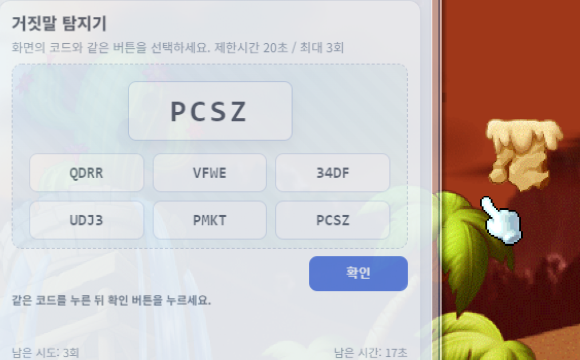 거짓말 탐지기
화면의 코드와 같은 버튼을 선택하세요. 제한시간 20초 / 최대 3회
PCSZ
QDRR VFWE 34DF
UDJ3 PMKT PCSZ
확인
같은 코드를 누른 뒤 확인 버튼을 누르세요.
남은 시도: 3회 남은 시간: 17초